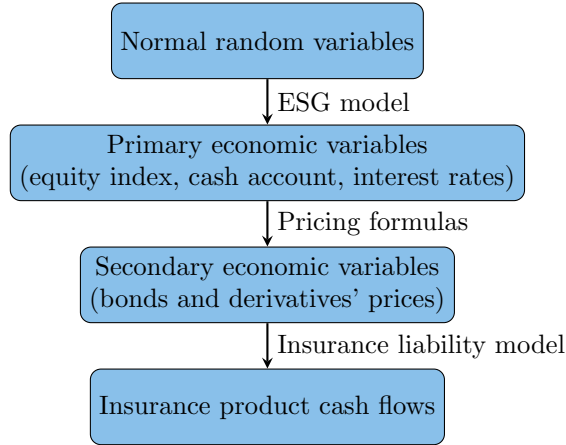 Normal random variables
ESG model
Primary economic variables
(equity index, cash account, interest rates)
Pricing formulas
Secondary economic variables
(bonds and derivatives’ prices)
Insurance liability model
Insurance product cash flows